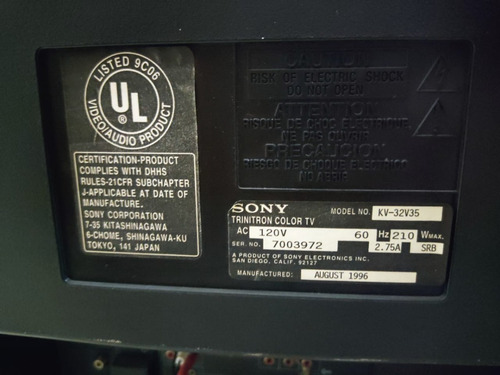 LISTED 9C06
UL
®
VIDEO/AUDIO PRODUCT
CERTIFICATION-PRODUCT
COMPLIES WITH DHHS
RULES-21CFR SUBCHAPTER
J-APPLICABLE AT DATE OF
MANUFACTURE.
SONY CORPORATION
7-35 KITASHINAGAWA
6-CHOME, SHINAGAWA-KU
TOKYO, 141 JAPAN
CAUTION
RISK OF ELECTRIC SHOCK
DO NOT OPEN
ATTENTION
RISQUE DE CHOC ELECTRIQUE
NE PAS OUVRIR
PRECAUCION
RIESGO DE CHOQUE ELECTRICO
NO ABRIR
SONY
TRINITRON COLOR TV MODEL NO. KV-32V35
AC 120V 60 Hz 210 WMAX.
SER. NO. 7003972 2.75A SRB
A PRODUCT OF SONY ELECTRONICS INC.
SAN DIEGO, CALIF. 92127
MANUFACTURED: AUGUST 1996